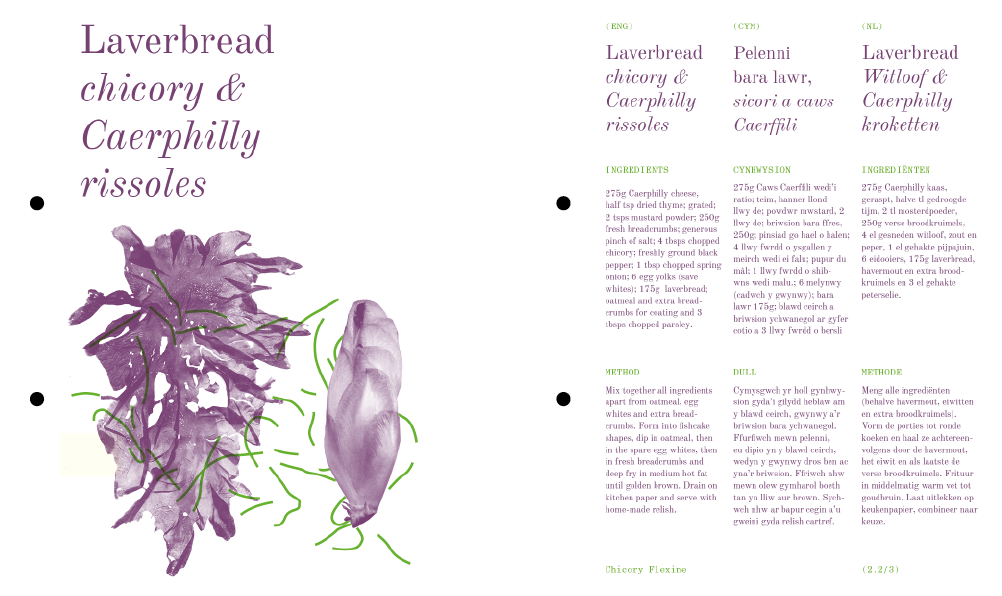 Laverbread
chicory &
Caerphilly
rissoles
(ENG)
Laverbread
chicory &
Caerphilly
rissoles
INGREDIENTS
275g Caerphilly cheese,
half tsp dried thyme; grated;
2 tsps mustard powder; 250g
fresh breadcrumbs; generous
pinch of salt; 4 tbsps chopped
chicory; freshly ground black
pepper; 1 tbsp chopped spring
onion; 6 egg yolks (save
whites); 175g laverbread;
oatmeal and extra bread-
crumbs for coating and 3
tbsps chopped parsley.
METHOD
Mix together all ingredients
apart from oatmeal, egg
whites and extra bread-
crumbs. Form into fishcake
shapes, dip in oatmeal, then
in the spare egg whites, then
in fresh breadcrumbs and
deep fry in medium hot fat
until golden brown. Drain on
kitchen paper and serve with
home-made relish.
Chicory Flexine
(CYM)
Pelenni
bara lawr,
sicori a caws
Caerffili
CYNHWYSION
275g Caws Caerffili wedi'i
ratio; teim, hanner llond
llwy de; powdwr mwstard, 2
llwy de; briwsion bara ffres,
250g; pinsiad go hael o halen;
4 llwy fwrdd o ysgallen y
meirch wedi ei falu; pupur du
mâl; 1 llwy fwrdd o shib-
wns wedi malu.; 6 melynwy
(cadwch y gwynwy); bara
lawr 175g; blawd ceirch a
briwsion ychwanegol ar gyfer
cotio a 3 llwy fwrdd o bersli
DULL
Cymysgwch yr holl gynhwy-
sion gyda'i gilydd heblaw am
y blawd ceirch, gwynwy a'r
briwsion bara ychwanegol.
Ffurfiwch mewn pelenni,
eu dipio yn y blawd ceirch,
wedyn y gwynwy dros ben ac
yna'r briwsion. Ffriwch nhw
mewn olew gymharol boeth
tan yn lliw aur brown. Sych-
wch nhw ar bapur cegin a'u
gweini gyda relish cartref.
(NL)
Laverbread
Witloof &
Caerphilly
kroketten
INGREDIËNTEN
275g Caerphilly kaas,
geraspt, halve tl gedroogde
tijm, 2 tl mosterdpoeder,
250g verse broodkruimels,
4 el gesneden witloof, zout en
peper, 1 el gehakte pijpajuin,
6 eidooiers, 175g laverbread,
havermout en extra brood-
kruimels en 3 el gehakte
peterselie.
METHODE
Meng alle ingrediënten
(behalve havermout, eiwitten
en extra broodkruimels).
Vorm de porties tot ronde
koeken en haal ze achtereen-
volgens door de havermout,
het eiwit en als laatste de
verse broodkruimels. Frituur
in middelmatig warm vet tot
goudbruin. Laat uitlekken op
keukenpapier, combineer naar
keuze.
(2.2/3)